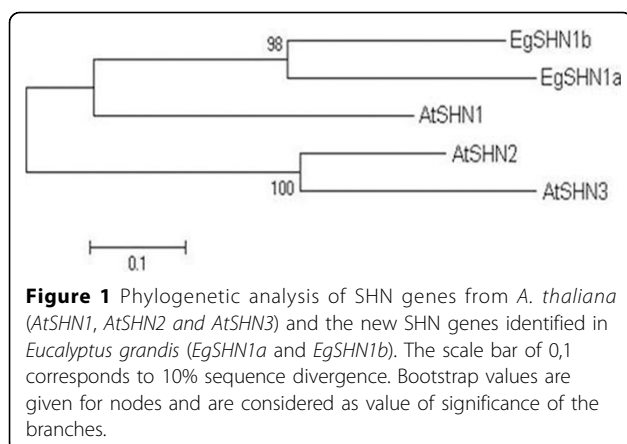 98
EgSHN1b
EgSHN1a
AtSHN1
AtSHN2
100
AtSHN3
0.1
Figure 1 Phylogenetic analysis of SHN genes from A. thaliana
(AtSHN1, AtSHN2 and AtSHN3) and the new SHN genes identified in
Eucalyptus grandis (EgSHN1a and EgSHN1b). The scale bar of 0,1
corresponds to 10% sequence divergence. Bootstrap values are
given for nodes and are considered as value of significance of the
branches.